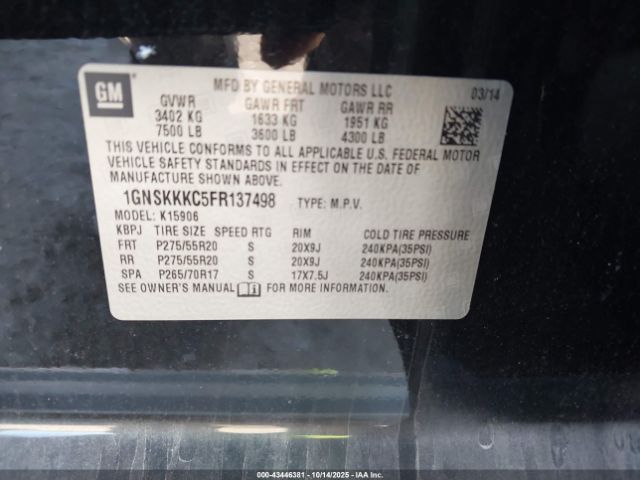 GM
MFD BY GENERAL MOTORS LLC
03/14
GVWR GAWR FRT GAWR RR
3402 KG 1633 KG 1951 KG
7500 LB 3600 LB 4300 LB
THIS VEHICLE CONFORMS TO ALL APPLICABLE U.S. FEDERAL MOTOR
VEHICLE SAFETY STANDARDS IN EFFECT ON THE DATE OF
MANUFACTURE SHOWN ABOVE.
1GNSKKKC5FR137498 TYPE: M.P.V.
MODEL: K15906
KBPJ TIRE SIZE SPEED RTG RIM COLD TIRE PRESSURE
FRT P275/55R20 S 20X9J 240KPA(35PSI)
RR P275/55R20 S 20X9J 240KPA(35PSI)
SPA P265/70R17 S 17X7.5J 240KPA(35PSI)
SEE OWNER'S MANUAL FOR MORE INFORMATION.
000-43446381 - 10/14/2025 - IAAI.com